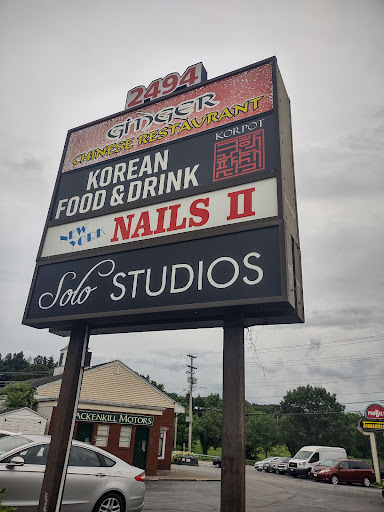 2494
GINGER
CHINESE RESTAURANT
KORPOT
KOREAN
FOOD & DRINK
NEW YORK
NAILS II
Solo STUDIOS
ACKENKILL MOTORS